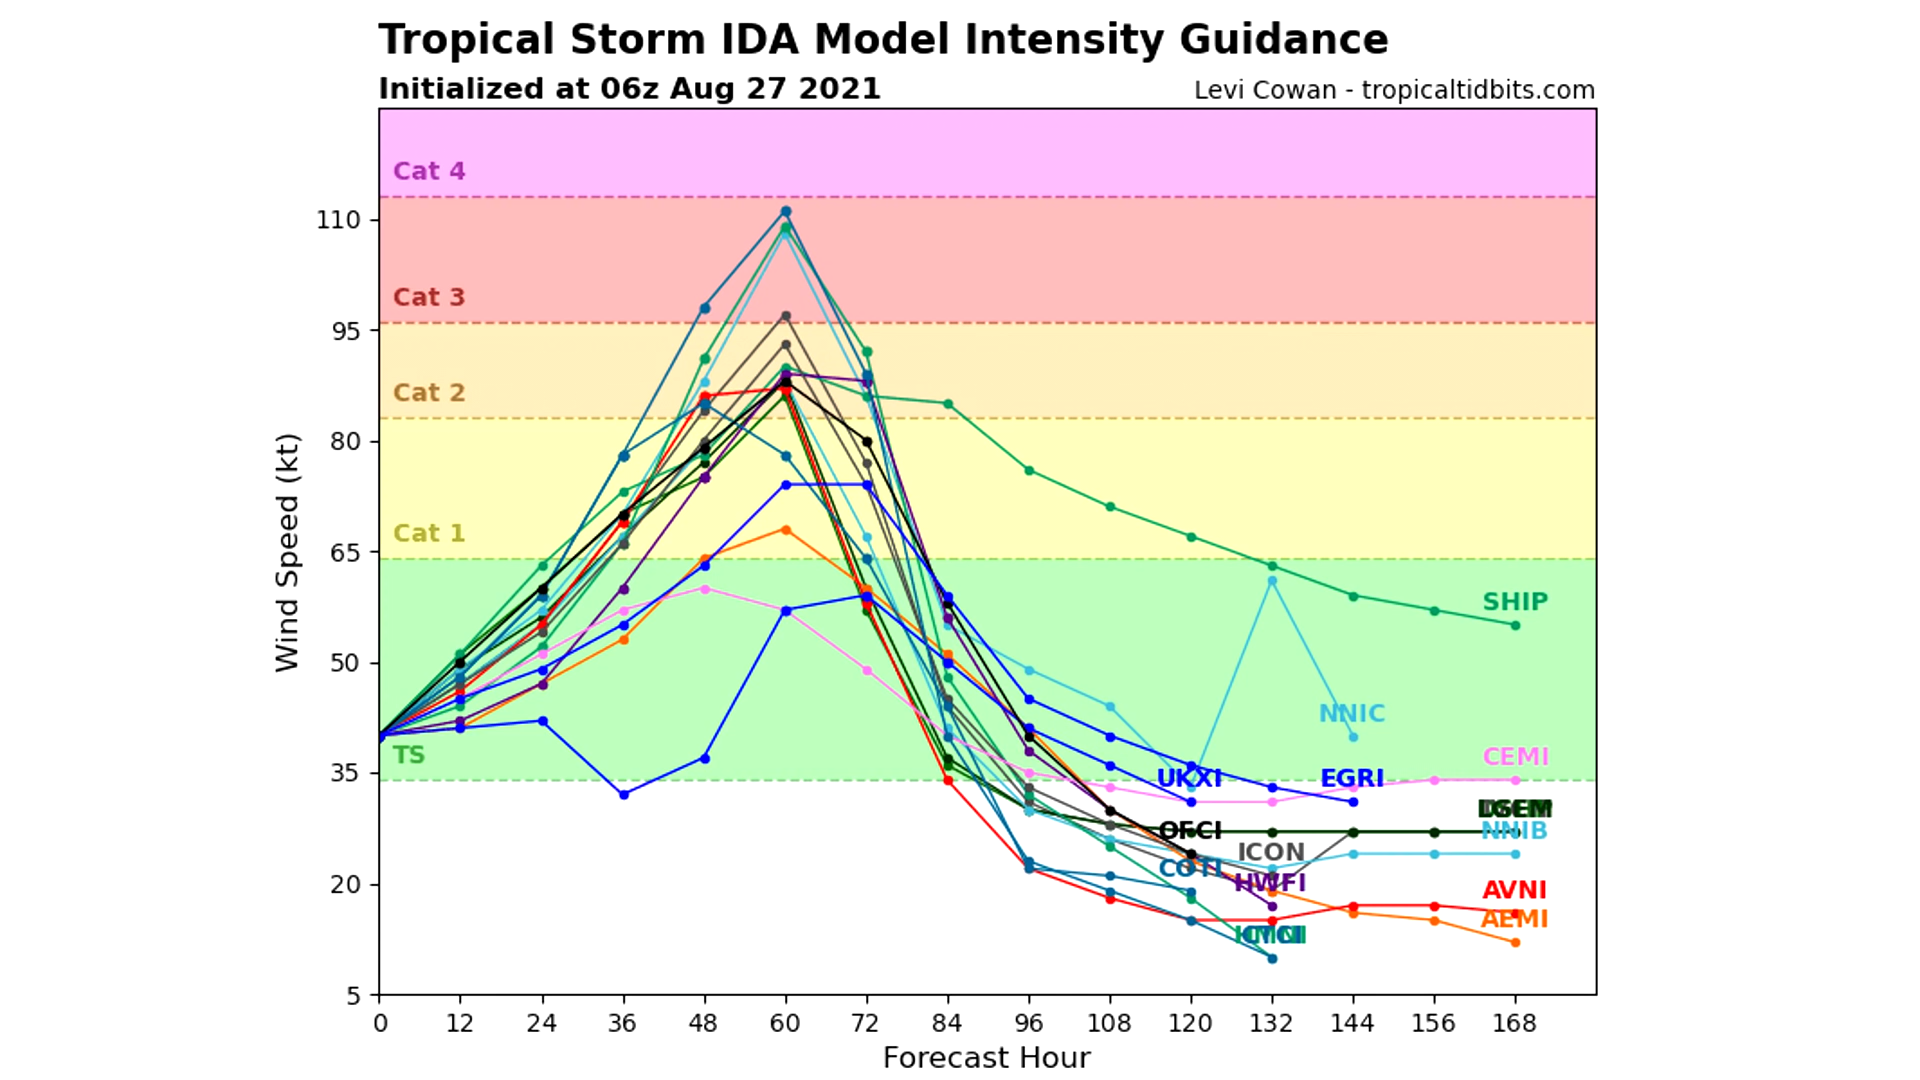 Tropical Storm IDA Model Intensity Guidance
Initialized at 06z Aug 27 2021
Levi Cowan - tropicaltidbits.com
Cat 4
110
Cat 3
95
Cat 2
80
Cat 1
65
SHIP
50
NNIC
TS
CEMI
35
UKXI
EGRI
OFCI
NNIB
ICON
COTI
HWFI
20
AVNI
AEMI
5
0 12 24 36 48 60 72 84 96 108 120 132 144 156 168
Wind Speed (kt)
Forecast Hour